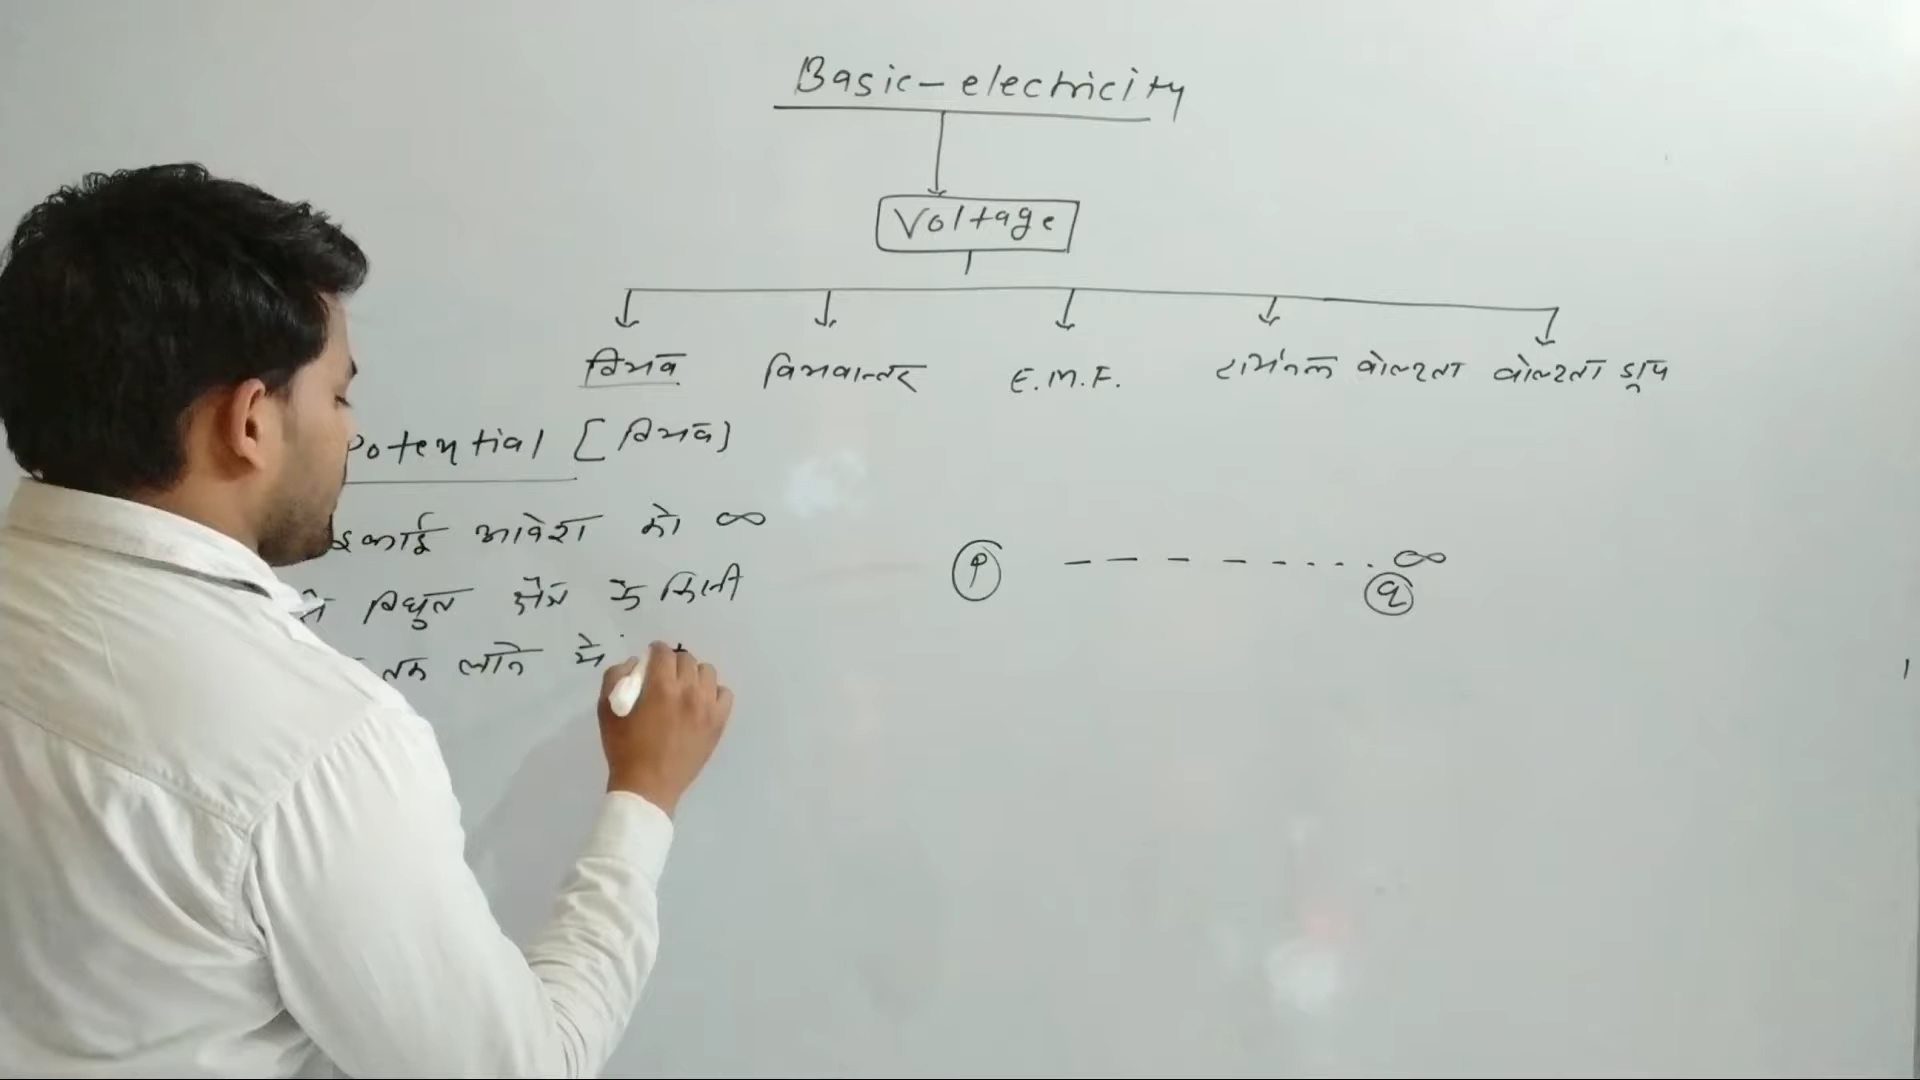 Basic-electricity
Voltage
विभव विभवान्तर E.M.F. टर्मिनल वोल्टता वोल्टता ड्राप
Potential [विभव]
इकाई आवेश को ∞
से विद्युत क्षेत्र के किसी
तक लाने मे
P ∞
q